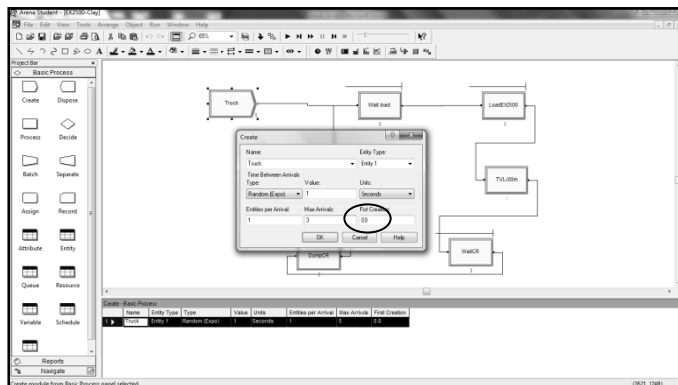 Arena Student - [EX2500-Clay]
File Edit View Tools Arrange Object Run Window Help
65%
Project Bar
Basic Process
Create Dispose
Process Decide
Batch Separate
Assign Record
Attribute Entity
Queue Resource
Variable Schedule
Reports
Navigate
Truck
Wait load
LoadEX2500
TVL-00m
WaitCR
DumpCR
Create
Name: Entity Type:
Truck Entity 1
Time Between Arrivals
Type: Value: Units:
Random (Expo) 1 Seconds
Entities per Arrival: Max Arrivals: First Creation:
1 3 0.0
OK Cancel Help
Create - Basic Process
Name Entity Type Type Value Units Entities per Arrival Max Arrivals First Creation
1 Truck Entity 1 Random (Expo) 1 Seconds 1 5 0.0
Create module from Basic Process panel selected.
(2621, 1248)